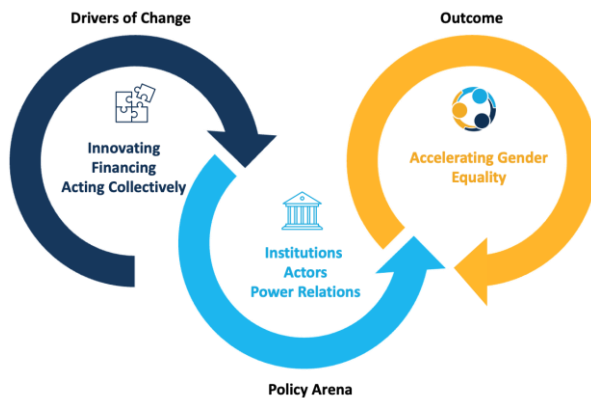 Drivers of Change
Outcome
Innovating
Financing
Acting Collectively
Accelerating Gender
Equality
Institutions
Actors
Power Relations
Policy Arena